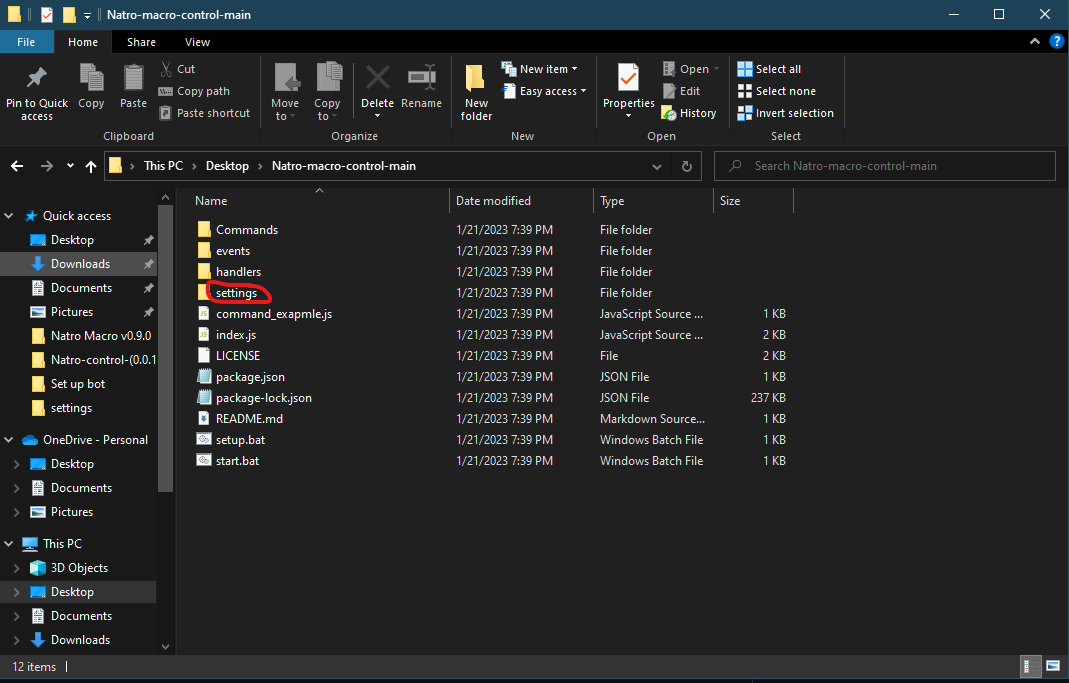 Natro-macro-control-main
File Home Share View
Pin to Quick access
Copy
Paste
Cut
Copy path
Paste shortcut
Clipboard
Move to
Copy to
Delete
Rename
Organize
New folder
New item
Easy access
New
Properties
Open
Edit
History
Open
Select all
Select none
Invert selection
Select
This PC > Desktop > Natro-macro-control-main
Search Natro-macro-control-main
Quick access
Desktop
Downloads
Documents
Pictures
Natro Macro v0.9.0
Natro-control-(0.0.1
Set up bot
settings
OneDrive - Personal
Desktop
Documents
Pictures
This PC
3D Objects
Desktop
Documents
Downloads
Name Date modified Type Size
Commands 1/21/2023 7:39 PM File folder
events 1/21/2023 7:39 PM File folder
handlers 1/21/2023 7:39 PM File folder
settings 1/21/2023 7:39 PM File folder
command_exapmle.js 1/21/2023 7:39 PM JavaScript Source ... 1 KB
index.js 1/21/2023 7:39 PM JavaScript Source ... 2 KB
LICENSE 1/21/2023 7:39 PM File 2 KB
package.json 1/21/2023 7:39 PM JSON File 1 KB
package-lock.json 1/21/2023 7:39 PM JSON File 237 KB
README.md 1/21/2023 7:39 PM Markdown Source... 1 KB
setup.bat 1/21/2023 7:39 PM Windows Batch File 1 KB
start.bat 1/21/2023 7:39 PM Windows Batch File 1 KB
12 items